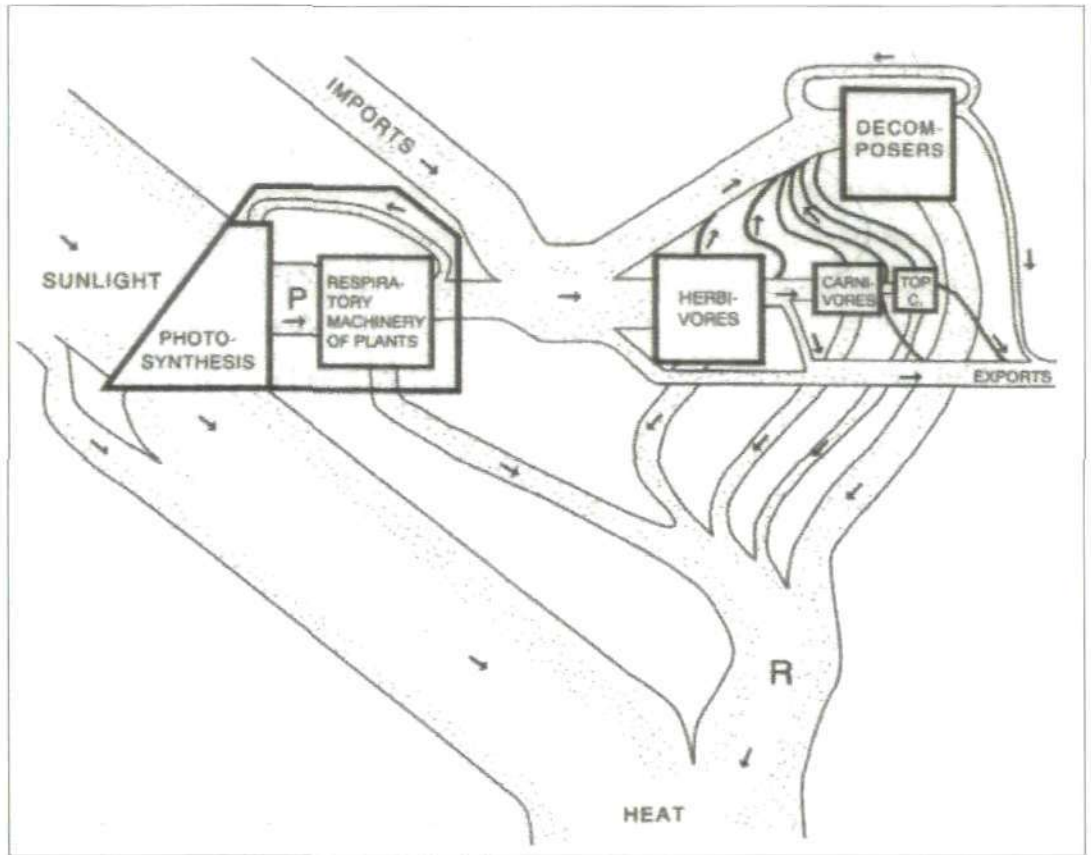 IMPORTS
DECOM-
POSERS
SUNLIGHT
PHOTO-
SYNTHESIS
P
RESPIRA-
TORY
MACHINERY
OF PLANTS
HERBI-
VORES
CARNI-
VORES
TOP
C.
EXPORTS
R
HEAT